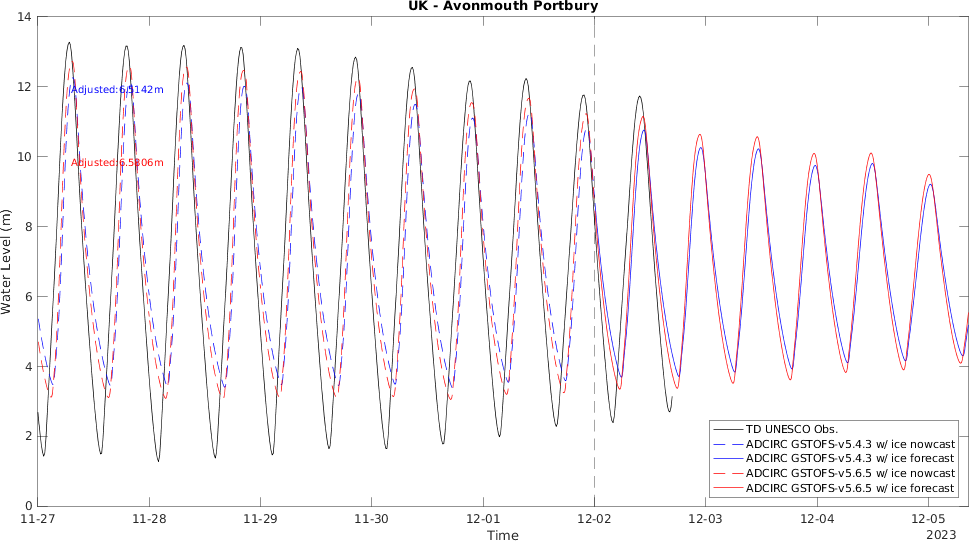 UK - Avonmouth Portbury
14
12
10
8
6
4
2
0
Water Level (m)
Adjusted:6.5142m
Adjusted:6.5806m
TD UNESCO Obs.
ADCIRC GSTOFS-v5.4.3 w/ ice nowcast
ADCIRC GSTOFS-v5.4.3 w/ ice forecast
ADCIRC GSTOFS-v5.6.5 w/ ice nowcast
ADCIRC GSTOFS-v5.6.5 w/ ice forecast
11-27 11-28 11-29 11-30 12-01 12-02 12-03 12-04 12-05
Time
2023